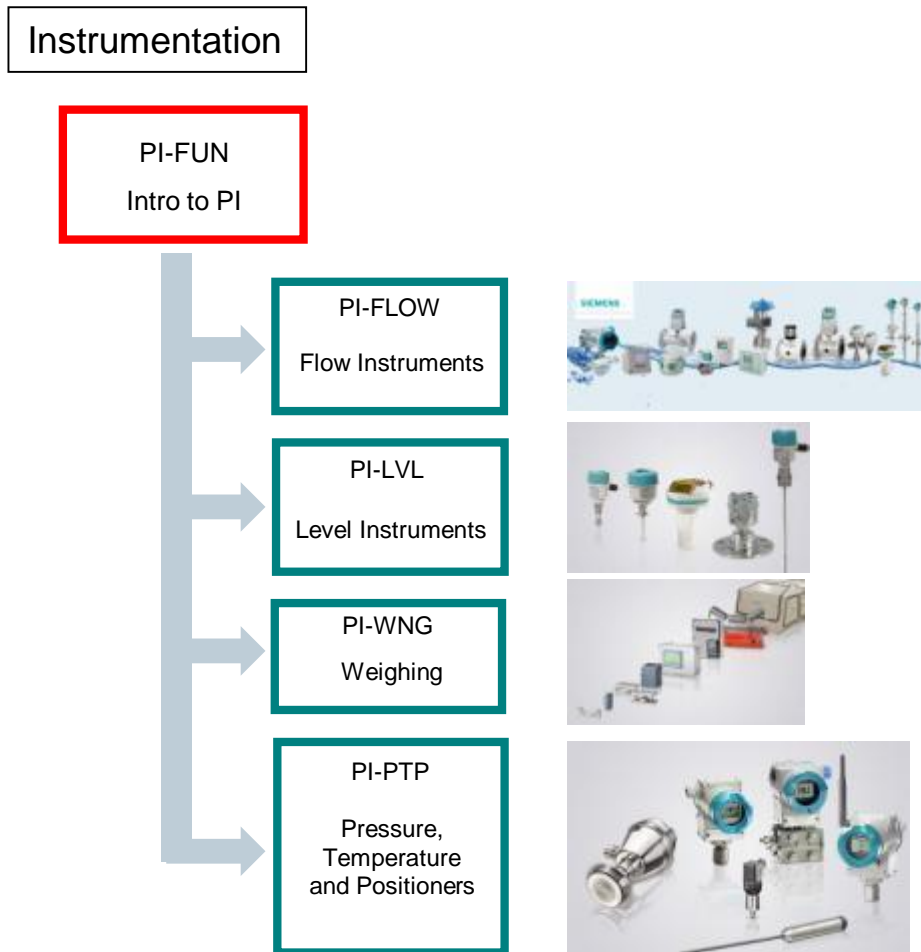 Instrumentation
PI-FUN
Intro to PI
PI-FLOW
Flow Instruments
SIEMENS
PI-LVL
Level Instruments
PI-WNG
Weighing
PI-PTP
Pressure,
Temperature
and Positioners